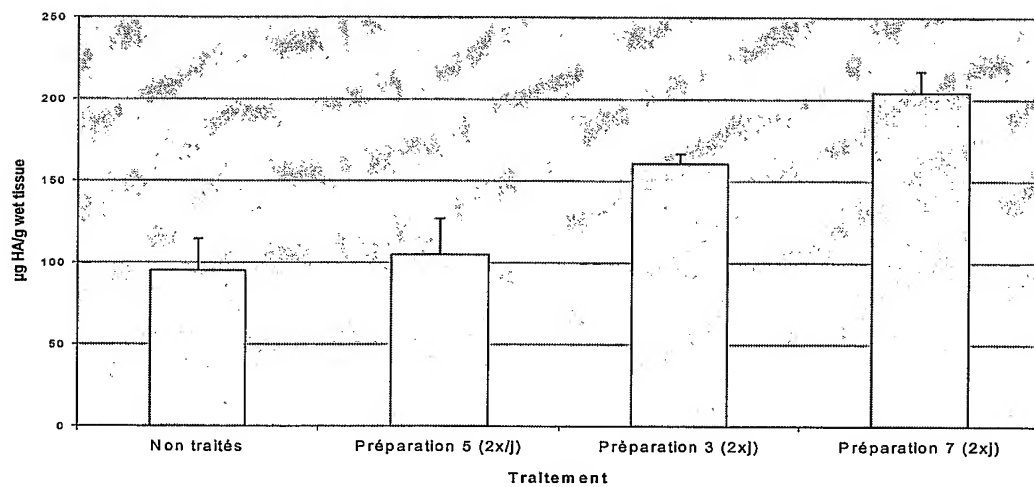 250
200
150
100
50
0
µg HA/g wet tissue
Non traités
Préparation 5 (2x/j)
Préparation 3 (2xj)
Préparation 7 (2xj)
Traitement